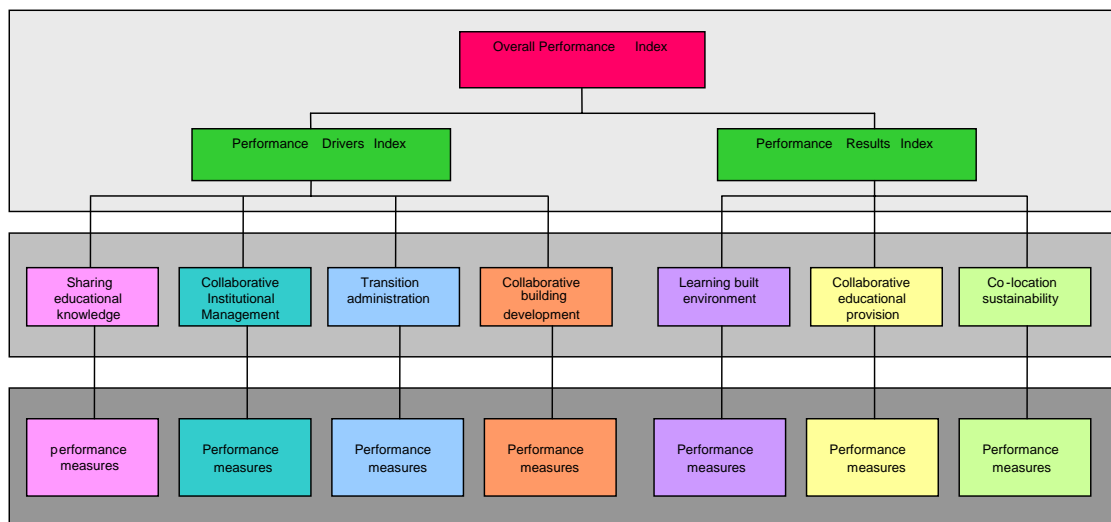 Overall Performance Index
Performance Drivers Index
Performance Results Index
Sharing
educational
knowledge
Collaborative
Institutional
Management
Transition
administration
Collaborative
building
development
Learning built
environment
Collaborative
educational
provision
Co-location
sustainability
performance
measures
Performance
measures
Performance
measures
Performance
measures
Performance
measures
Performance
measures
Performance
measures